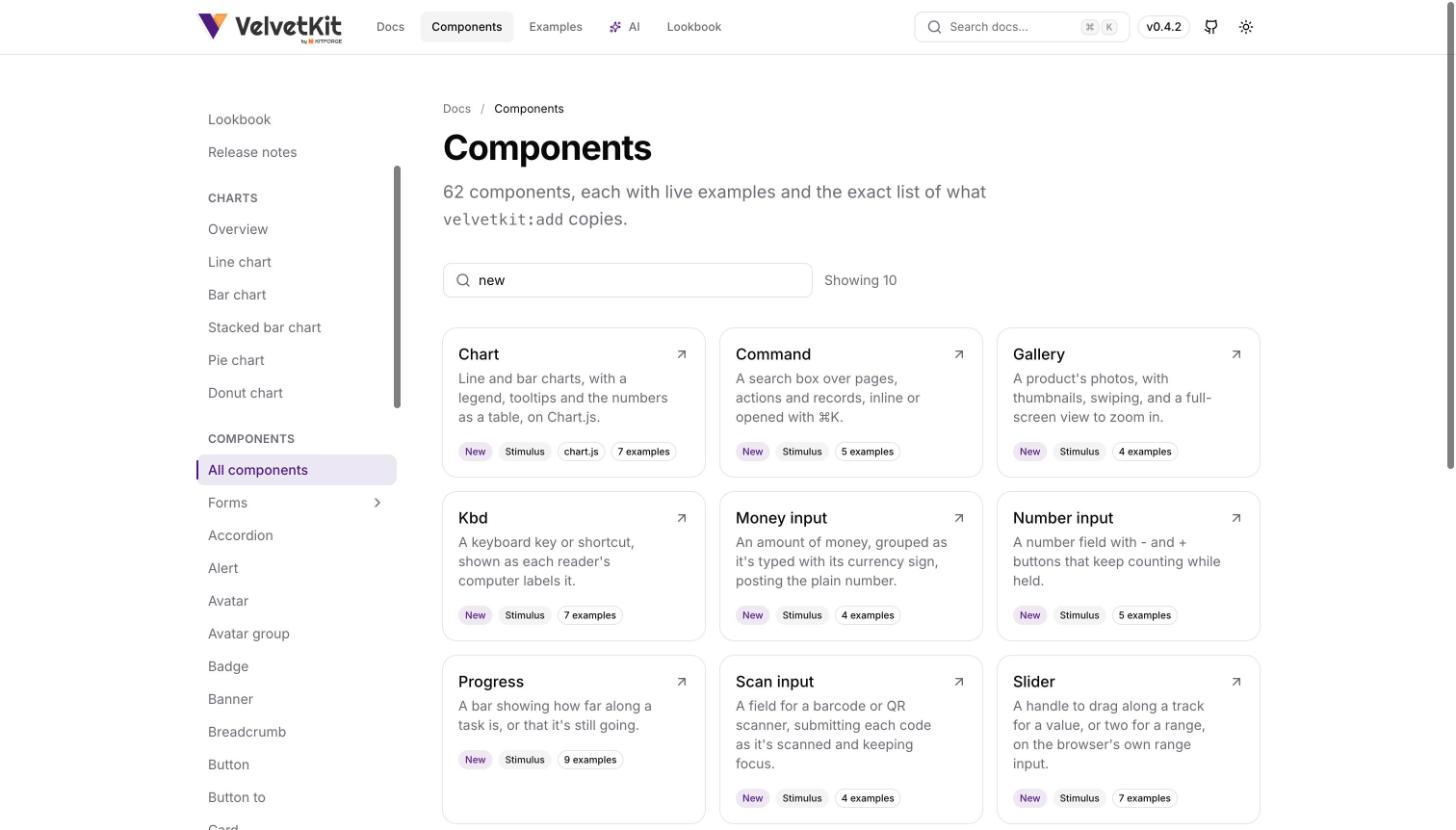 VelvetKit
by KITFORGE
Docs
Components
Examples
AI
Lookbook
Search docs...
⌘ K
v0.4.2
Lookbook
Release notes
CHARTS
Overview
Line chart
Bar chart
Stacked bar chart
Pie chart
Donut chart
COMPONENTS
All components
Forms
Accordion
Alert
Avatar
Avatar group
Badge
Banner
Breadcrumb
Button
Button to
Card
Docs / Components
Components
62 components, each with live examples and the exact list of what
velvetkit:add copies.
new
Showing 10
Chart
Line and bar charts, with a
legend, tooltips and the numbers
as a table, on Chart.js.
New Stimulus chart.js 7 examples
Command
A search box over pages,
actions and records, inline or
opened with ⌘K.
New Stimulus 5 examples
Gallery
A product's photos, with
thumbnails, swiping, and a full-
screen view to zoom in.
New Stimulus 4 examples
Kbd
A keyboard key or shortcut,
shown as each reader's
computer labels it.
New Stimulus 7 examples
Money input
An amount of money, grouped as
it's typed with its currency sign,
posting the plain number.
New Stimulus 4 examples
Number input
A number field with - and +
buttons that keep counting while
held.
New Stimulus 5 examples
Progress
A bar showing how far along a
task is, or that it's still going.
New Stimulus 9 examples
Scan input
A field for a barcode or QR
scanner, submitting each code
as it's scanned and keeping
focus.
New Stimulus 4 examples
Slider
A handle to drag along a track
for a value, or two for a range,
on the browser's own range
input.
New Stimulus 7 examples